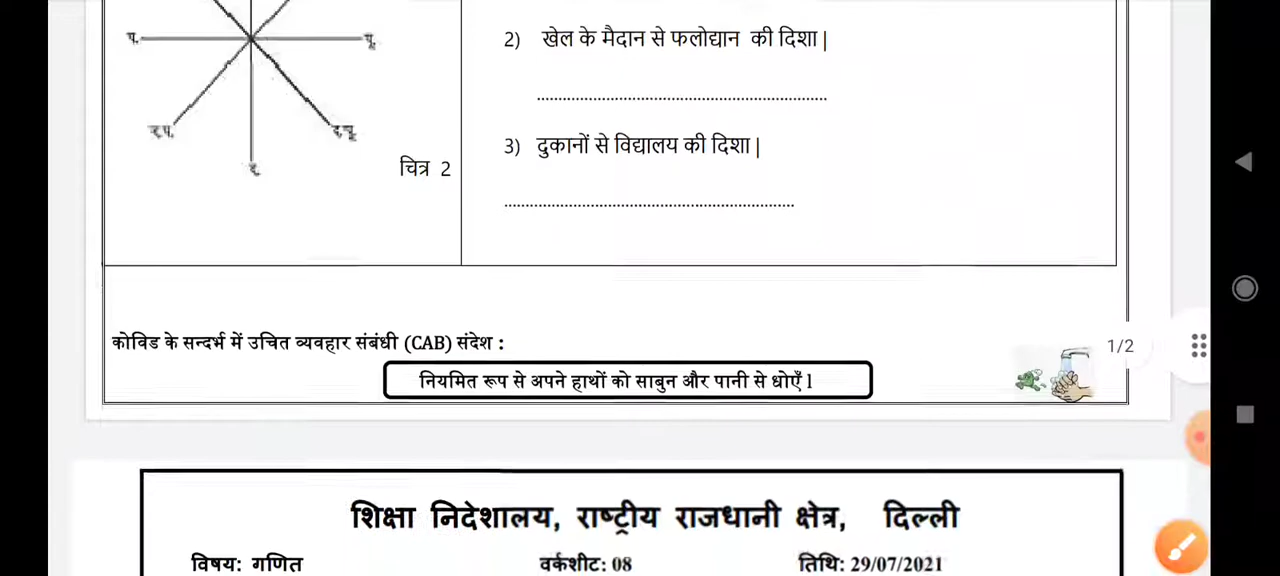 प.
पू.
द.प.
द.पू.
द.
चित्र 2
2) खेल के मैदान से फलोद्यान की दिशा |
..................................................................
3) दुकानों से विद्यालय की दिशा |
..................................................................
कोविड के सन्दर्भ में उचित व्यवहार संबंधी (CAB) संदेश :
नियमित रूप से अपने हाथों को साबुन और पानी से धोएँ l
1/2
शिक्षा निदेशालय, राष्ट्रीय राजधानी क्षेत्र, दिल्ली
विषय: गणित वर्कशीट: 08 तिथि: 29/07/2021